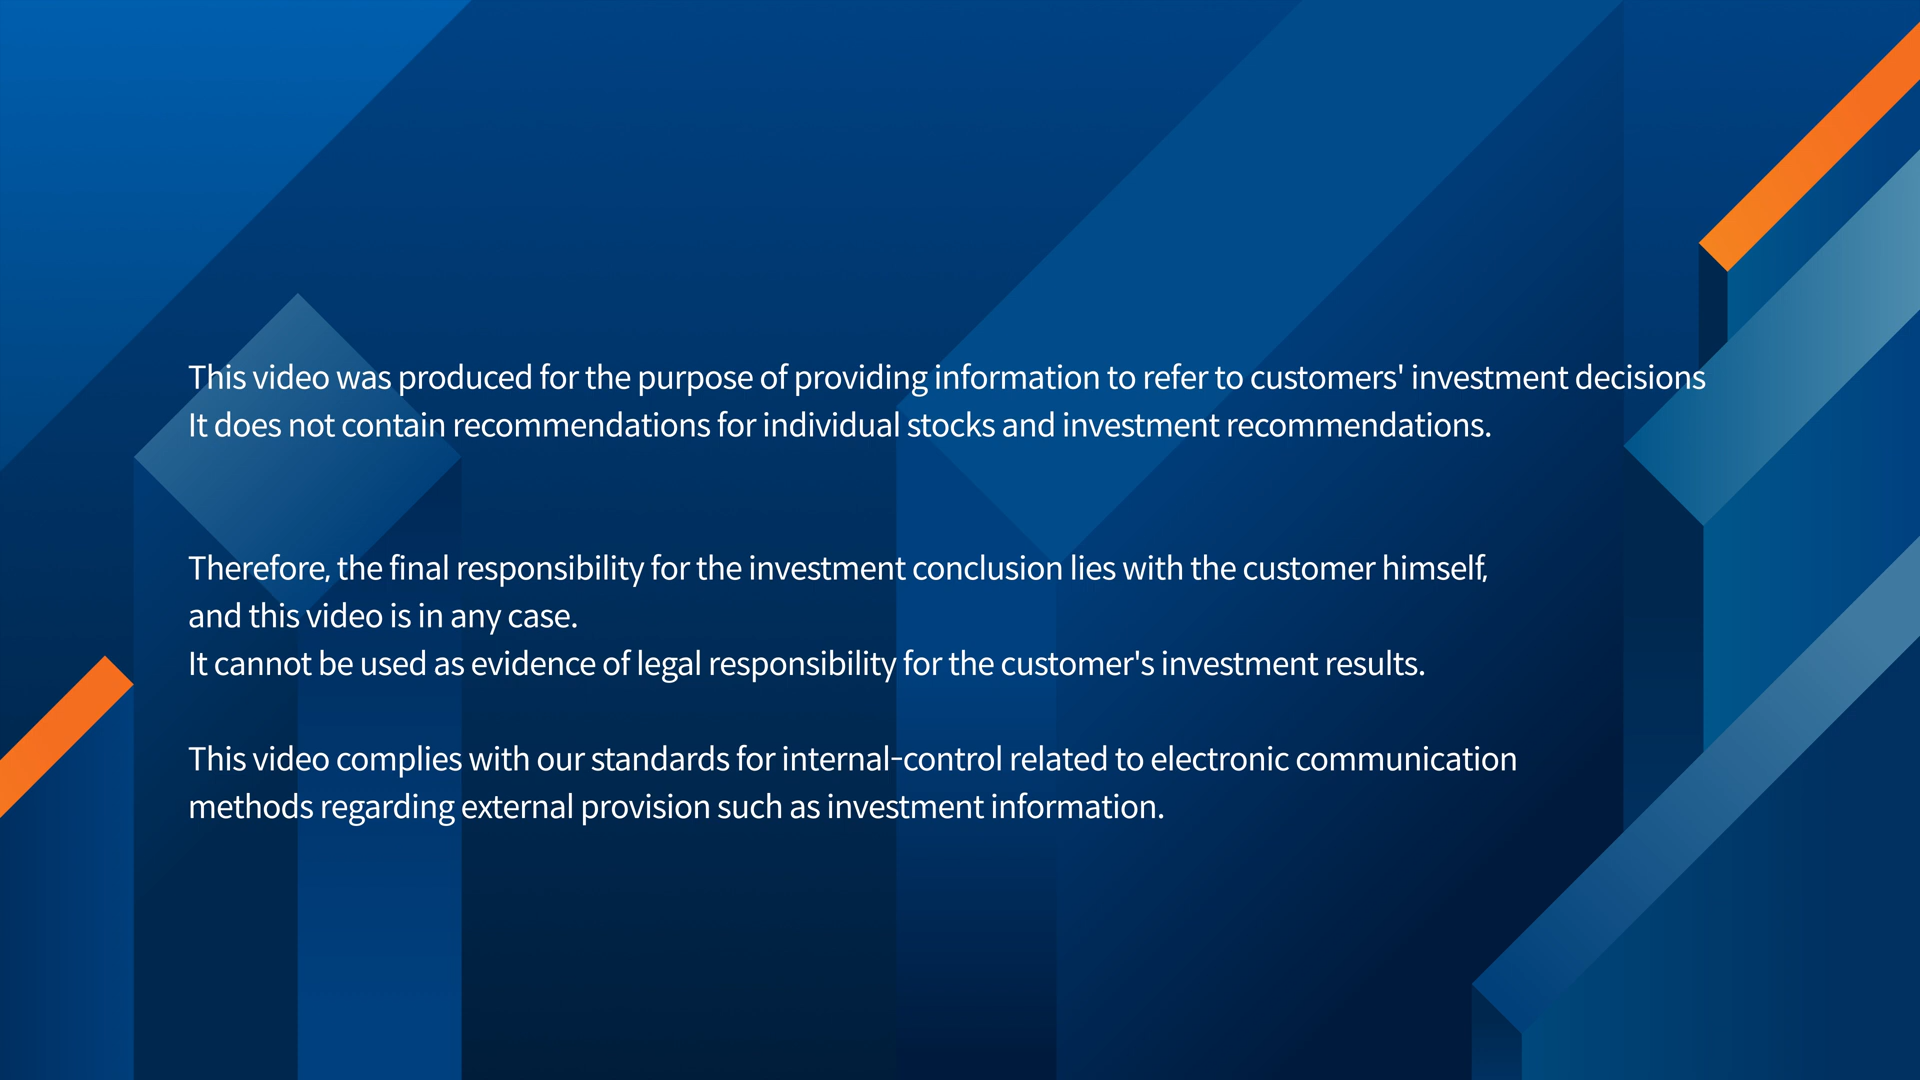 This video was produced for the purpose of providing information to refer to customers' investment decisions
It does not contain recommendations for individual stocks and investment recommendations.
Therefore, the final responsibility for the investment conclusion lies with the customer himself,
and this video is in any case.
It cannot be used as evidence of legal responsibility for the customer's investment results.
This video complies with our standards for internal-control related to electronic communication
methods regarding external provision such as investment information.